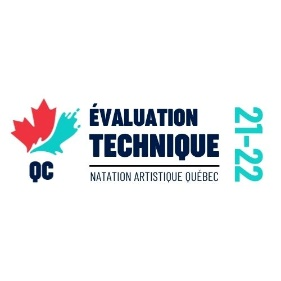 QC
ÉVALUATION
TECHNIQUE
NATATION ARTISTIQUE QUÉBEC
21-22